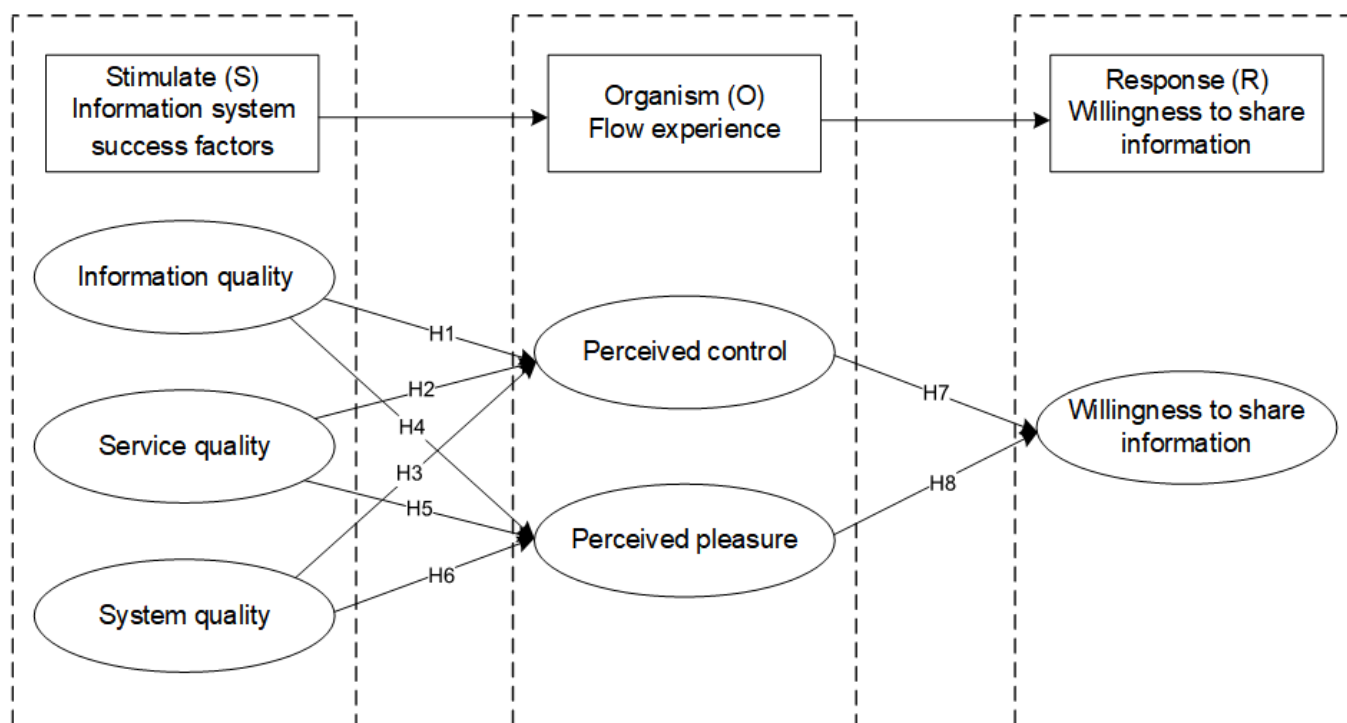 Stimulate (S)
Information system
success factors
Organism (O)
Flow experience
Response (R)
Willingness to share
information
Information quality
Service quality
System quality
H1
H2
H4
H3
H5
H6
Perceived control
Perceived pleasure
H7
H8
Willingness to share
information